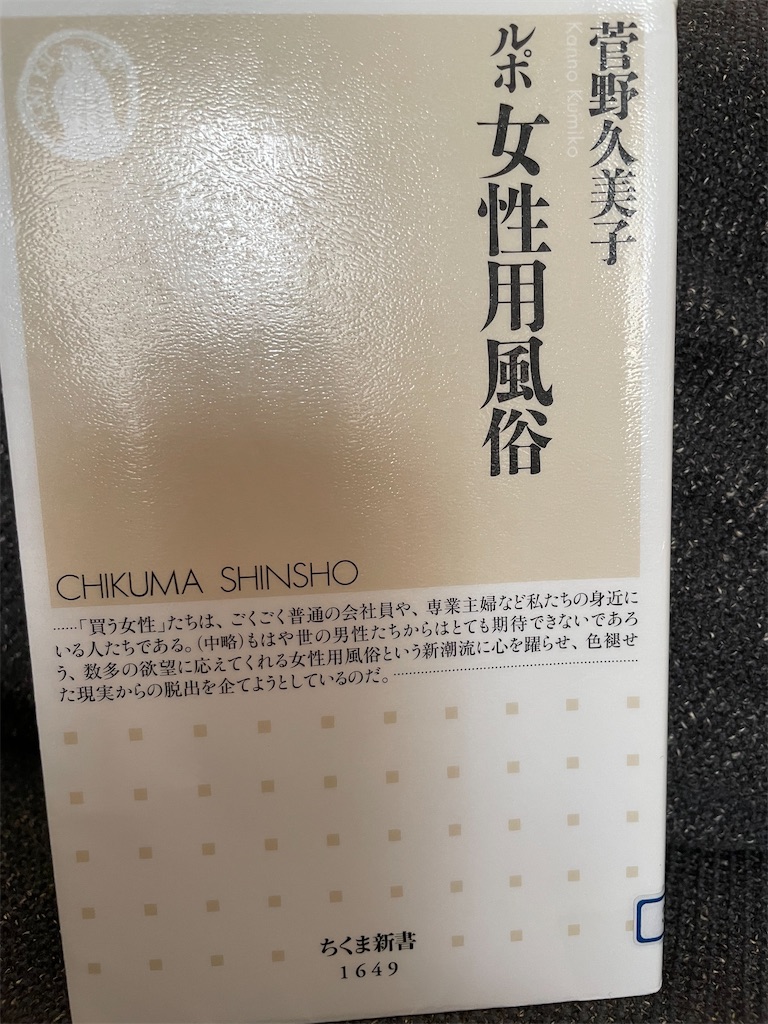 菅野久美子
Kanno Kumiko
ルポ 女性用風俗
CHIKUMA SHINSHO
……「買う女性」たちは、ごくごく普通の会社員や、専業主婦など私たちの身近に
いる人たちである。(中略)もはや世の男性たちからはとても期待できないであろ
う、数多の欲望に応えてくれる女性用風俗という新潮流に心を躍らせ、色褪せ
た現実からの脱出を企てようとしているのだ。……
ちくま新書
1649